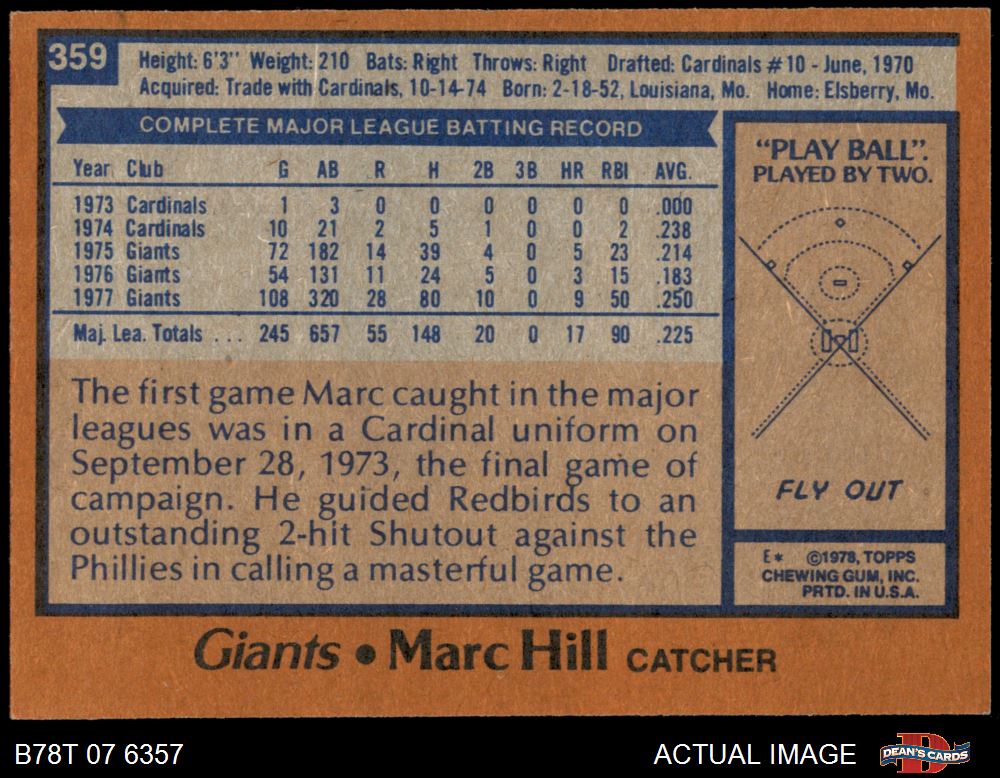 359
Height: 6'3" Weight: 210 Bats: Right Throws: Right Drafted: Cardinals #10 - June, 1970
Acquired: Trade with Cardinals, 10-14-74 Born: 2-18-52, Louisiana, Mo. Home: Elsberry, Mo.
COMPLETE MAJOR LEAGUE BATTING RECORD
Year Club G AB R H 2B 3B HR RBI AVG.
1973 Cardinals 1 3 0 0 0 0 0 0 .000
1974 Cardinals 10 21 2 5 1 0 0 2 .238
1975 Giants 72 182 14 39 4 0 5 23 .214
1976 Giants 54 131 11 24 5 0 3 15 .183
1977 Giants 108 320 28 80 10 0 9 50 .250
Maj. Lea. Totals ... 245 657 55 148 20 0 17 90 .225
The first game Marc caught in the major
leagues was in a Cardinal uniform on
September 28, 1973, the final game of
campaign. He guided Redbirds to an
outstanding 2-hit Shutout against the
Phillies in calling a masterful game.
"PLAY BALL".
PLAYED BY TWO.
FLY OUT
E* ©1978, TOPPS
CHEWING GUM, INC.
PRTD. IN U.S.A.
Giants • Marc Hill CATCHER
B78T 07 6357
ACTUAL IMAGE
D
DEAN'S CARDS